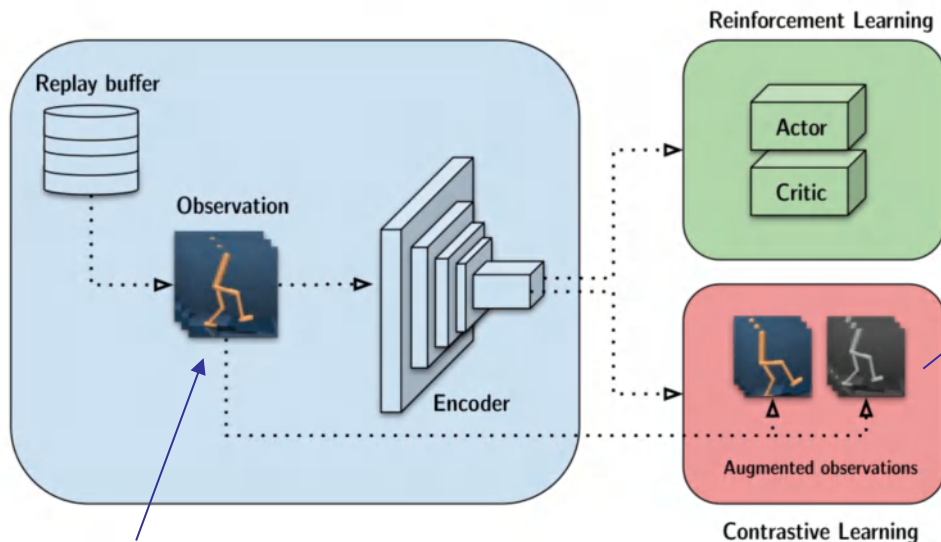 Reinforcement Learning
Replay buffer
Actor
Critic
Observation
Encoder
Augmented observations
Contrastive Learning